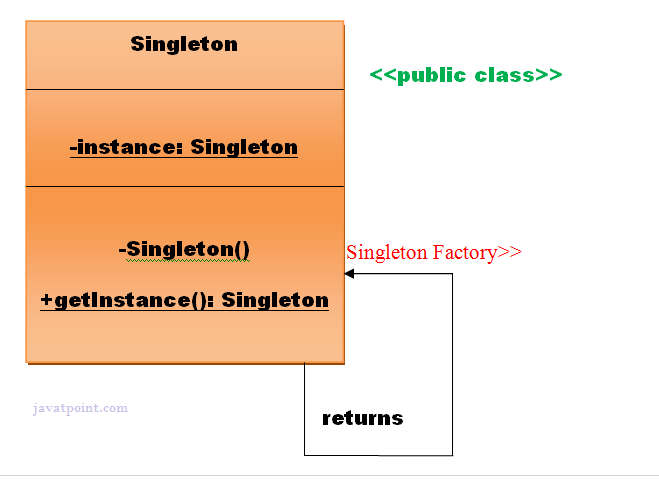 Singleton
<<public class>>
-instance: Singleton
-Singleton()
Singleton Factory>>
+getInstance(): Singleton
javatpoint.com
returns